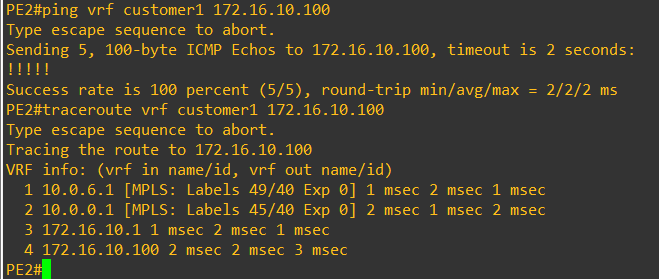 PE2#ping vrf customer1 172.16.10.100
Type escape sequence to abort.
Sending 5, 100-byte ICMP Echos to 172.16.10.100, timeout is 2 seconds:
!!!!!
Success rate is 100 percent (5/5), round-trip min/avg/max = 2/2/2 ms
PE2#traceroute vrf customer1 172.16.10.100
Type escape sequence to abort.
Tracing the route to 172.16.10.100
VRF info: (vrf in name/id, vrf out name/id)
  1 10.0.6.1 [MPLS: Labels 49/40 Exp 0] 1 msec 2 msec 1 msec
  2 10.0.0.1 [MPLS: Labels 45/40 Exp 0] 2 msec 1 msec 2 msec
  3 172.16.10.1 1 msec 2 msec 1 msec
  4 172.16.10.100 2 msec 2 msec 3 msec
PE2#